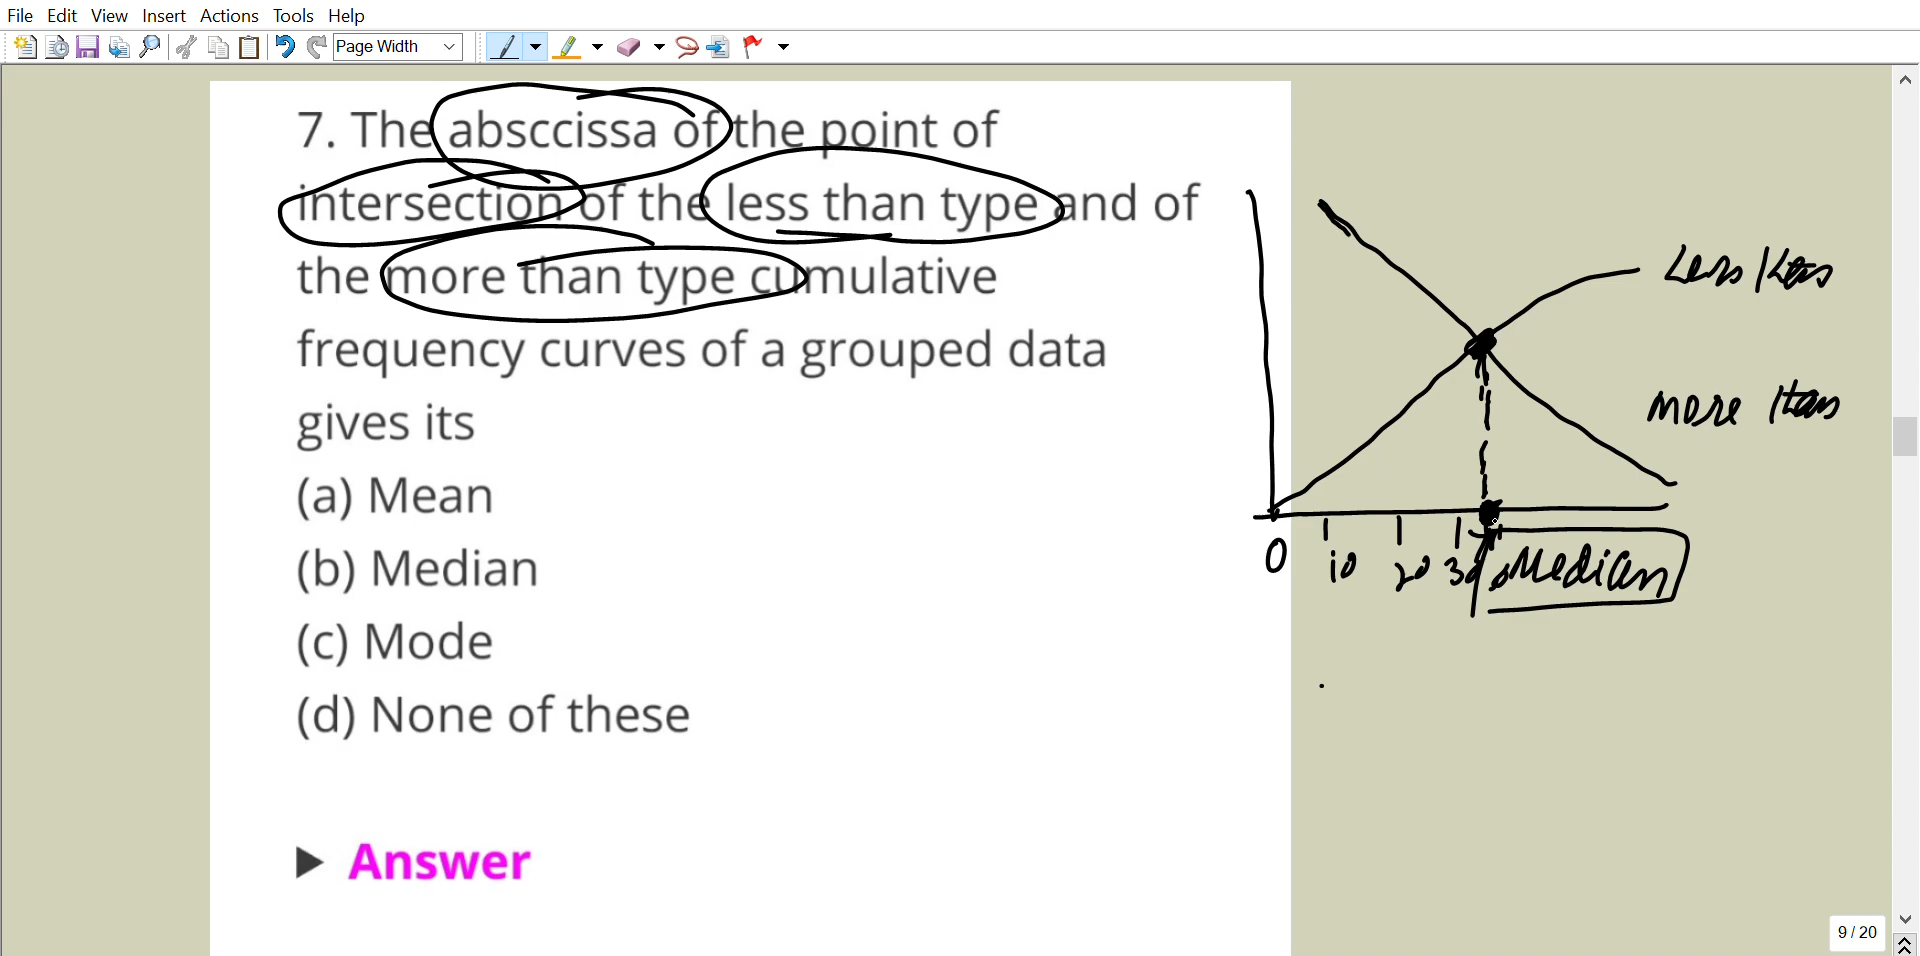 File Edit View Insert Actions Tools Help
Page Width
7. The absccissa of the point of
intersection of the less than type and of
the more than type cumulative
frequency curves of a grouped data
gives its
(a) Mean
(b) Median
(c) Mode
(d) None of these
Answer
Less than
more than
0 10 20 30 Median
9 / 20